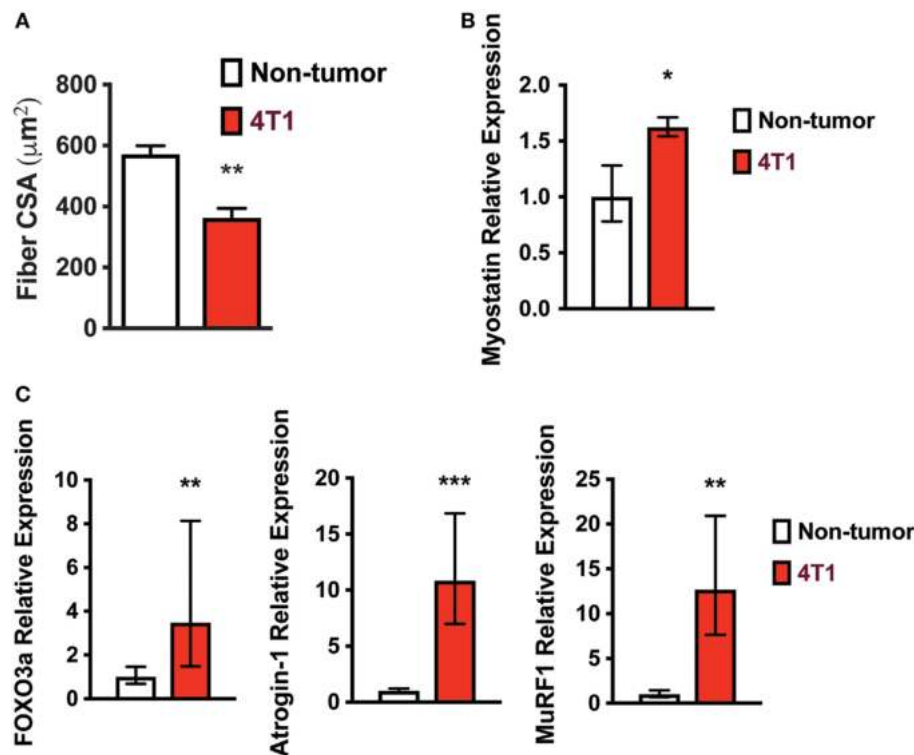 A
Non-tumor
4T1
Fiber CSA (μm²)
800
600
400
200
0
**
B
Myostatin Relative Expression
2.0
1.5
1.0
0.5
0.0
*
Non-tumor
4T1
C
FOXO3a Relative Expression
10
8
6
4
2
0
**
Atrogin-1 Relative Expression
20
15
10
5
0
***
MuRF1 Relative Expression
25
20
15
10
5
0
**
Non-tumor
4T1